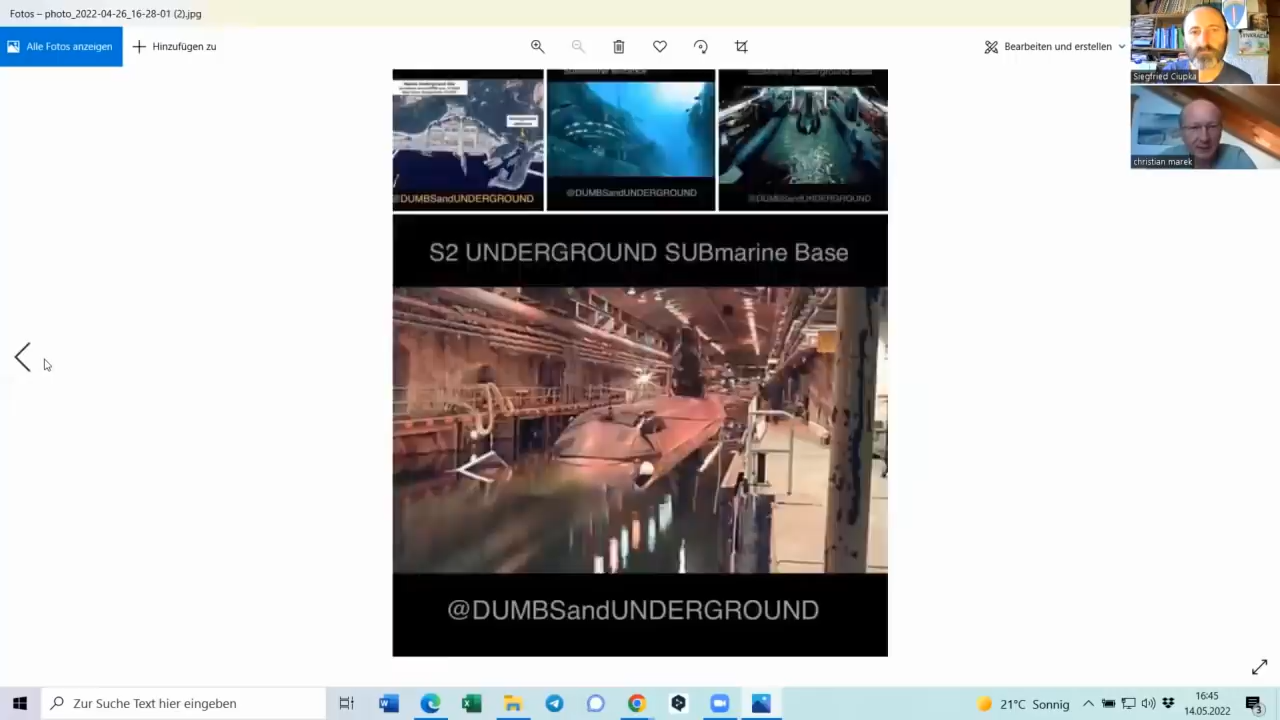 Fotos – photo_2022-04-26_16-28-01 (2).jpg
Alle Fotos anzeigen
Hinzufügen zu
Bearbeiten und erstellen
Siegfried Ciupka
christian marek
@DUMBSandUNDERGROUND
@DUMBSandUNDERGROUND
@DUMBSandUNDERGROUND
S2 UNDERGROUND SUBmarine Base
@DUMBSandUNDERGROUND
Zur Suche Text hier eingeben
21°C Sonnig
16:45
14.05.2022
3